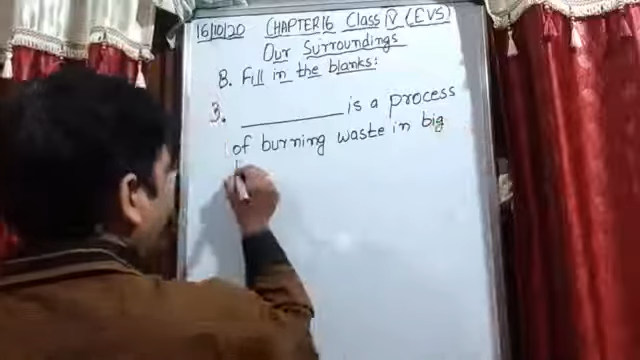 16/10/20 CHAPTER 16 Class IV (EVS)
Our Surroundings
B. Fill in the blanks:
3. __________ is a process
of burning waste in big